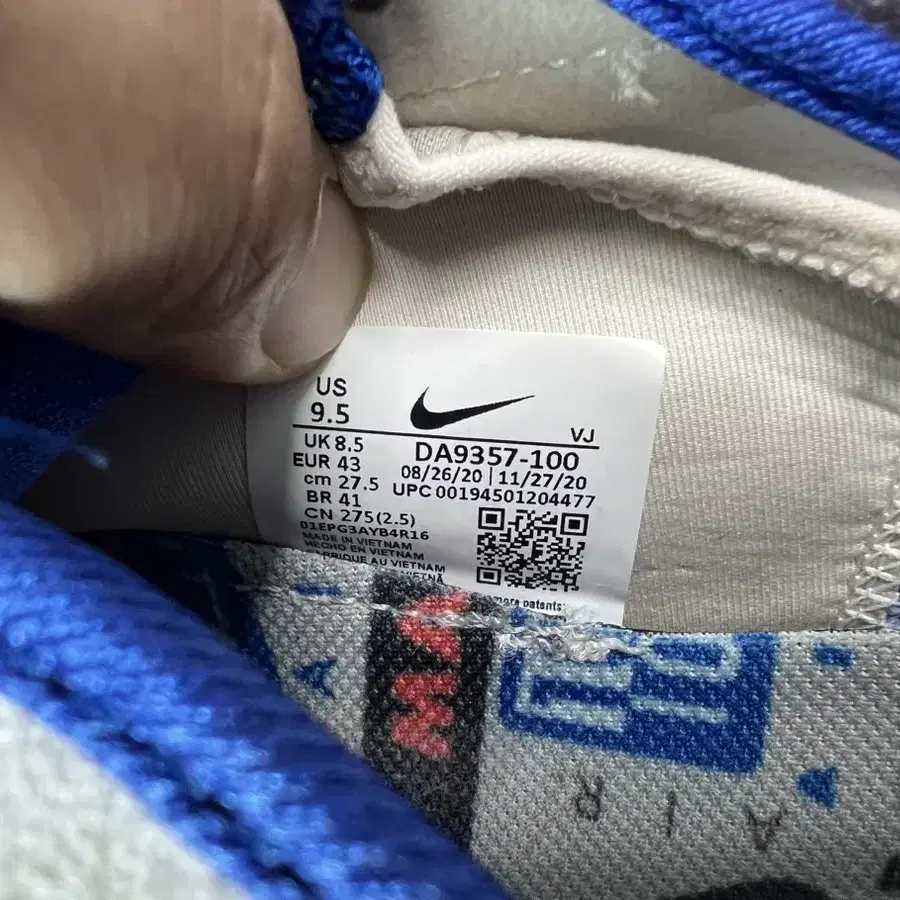 US
9.5
VJ
UK 8.5
EUR 43
cm 27.5
BR 41
CN 275(2.5)
DA9357-100
08/26/20 | 11/27/20
UPC 00194501204477
01EPG3AYB4R16
MADE IN VIETNAM
HECHO EN VIETNAM
FABRIQUE AU VIETNAM
VIETNÃ
more patents:
AIR